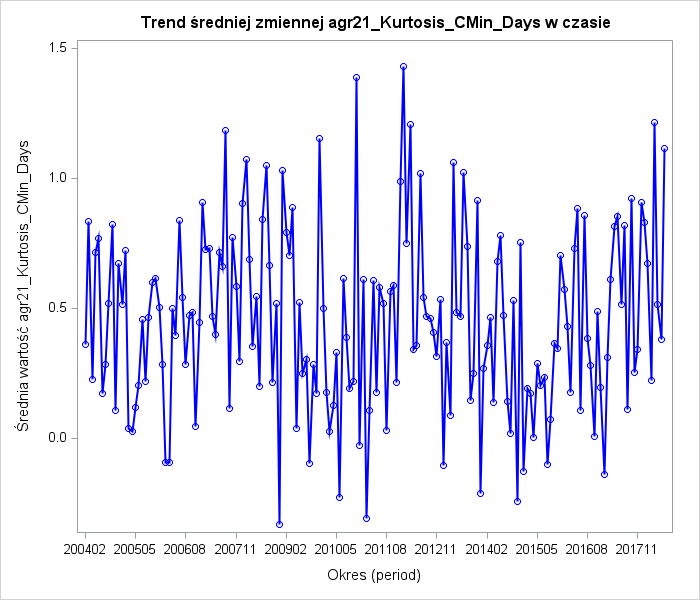 Trend średniej zmiennej agr21_Kurtosis_CMin_Days w czasie
Średnia wartość agr21_Kurtosis_CMin_Days
1.5
1.0
0.5
0.0
200402 200505 200608 200711 200902 201005 201108 201211 201402 201505 201608 201711
Okres (period)